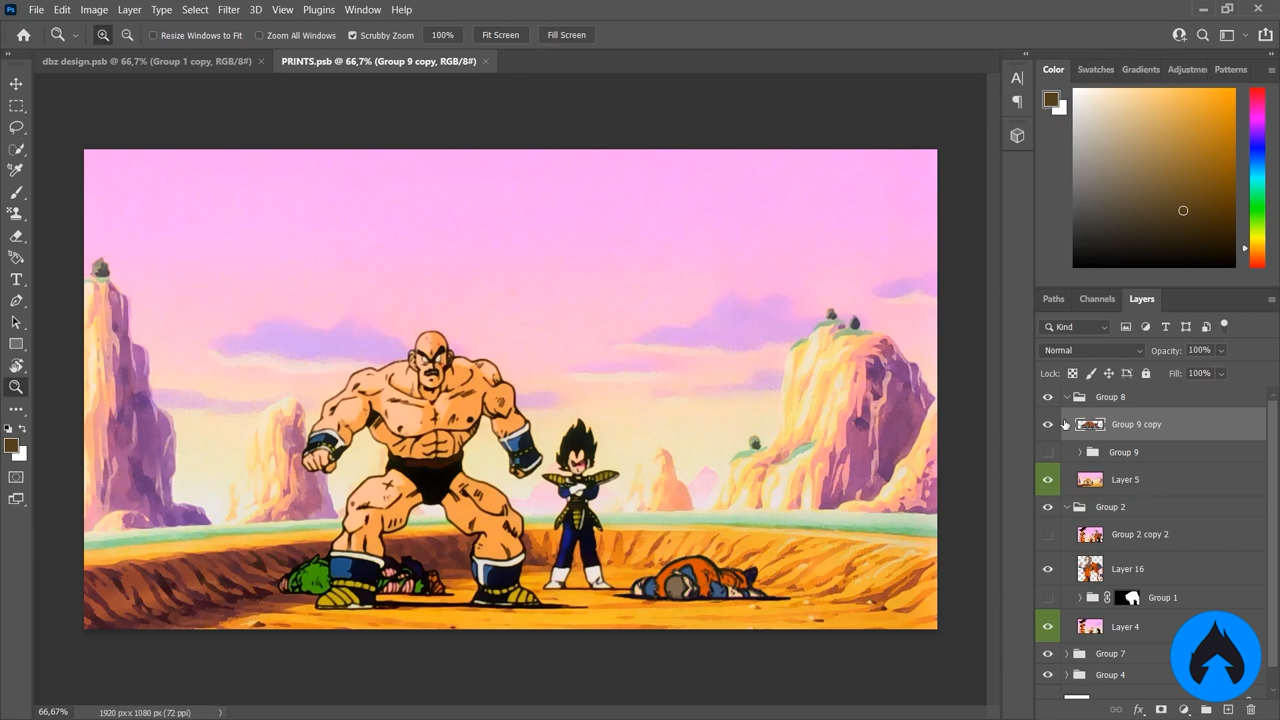 Ps File Edit Image Layer Type Select Filter 3D View Plugins Window Help
Resize Windows to Fit Zoom All Windows Scrubby Zoom 100% Fit Screen Fill Screen
dbz design.psb @ 66,7% (Group 1 copy, RGB/8#) × PRINTS.psb @ 66,7% (Group 9 copy, RGB/8#) ×
Color Swatches Gradients Adjustme Patterns
Paths Channels Layers
Kind
Normal Opacity: 100%
Lock: Fill: 100%
Group 8
Group 9 copy
Group 9
Layer 5
Group 2
Group 2 copy 2
Layer 16
Group 1
Layer 4
Group 7
Group 4
66,67% 1920 px x 1080 px (72 ppi)